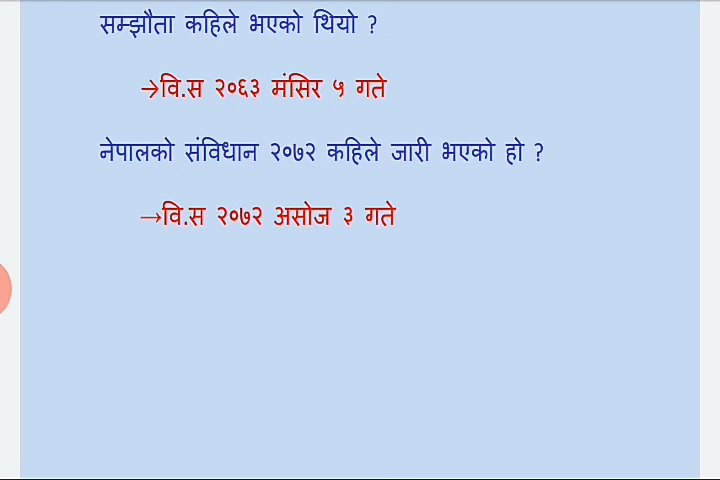 सम्झौता कहिले भएको थियो ?
→वि.स २०६३ मंसिर ५ गते
नेपालको संविधान २०७२ कहिले जारी भएको हो ?
→वि.स २०७२ असोज ३ गते